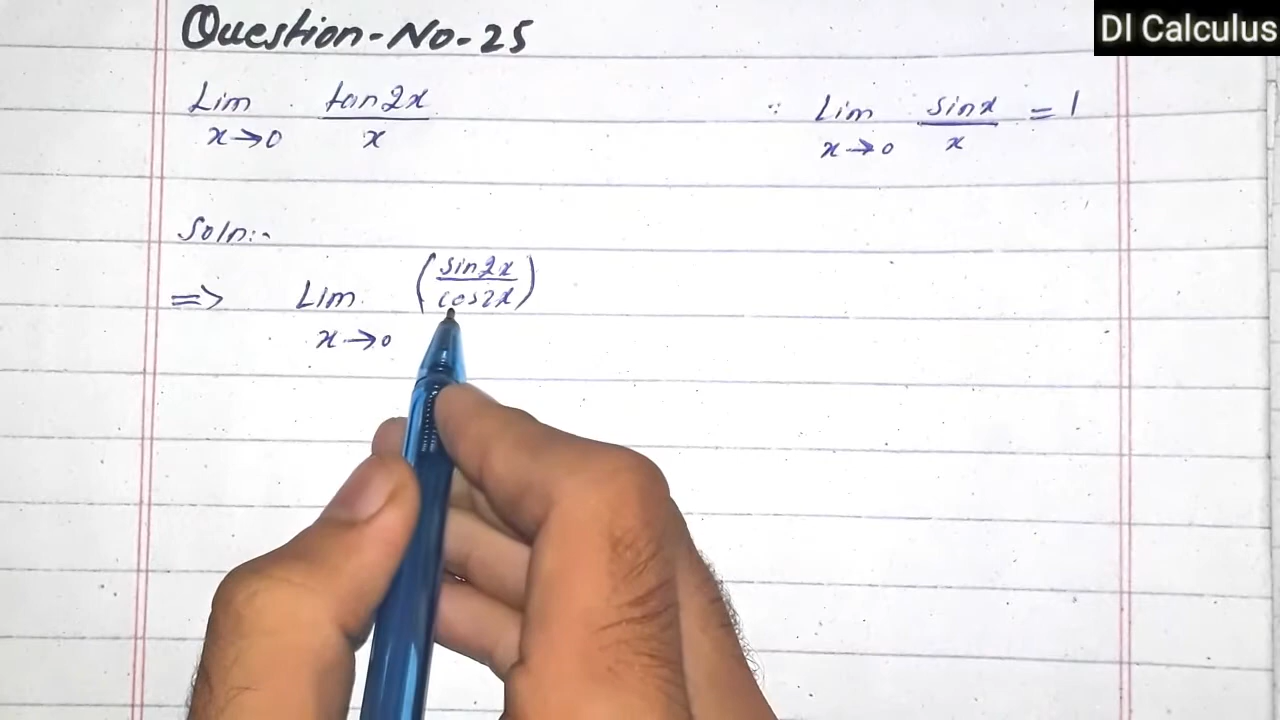 DI Calculus
Question-No-25
Lim x→0 tan2x/x
∵ Lim x→0 sinx/x = 1
Soln:-
=> Lim x→0 (sin2x/cos2x)